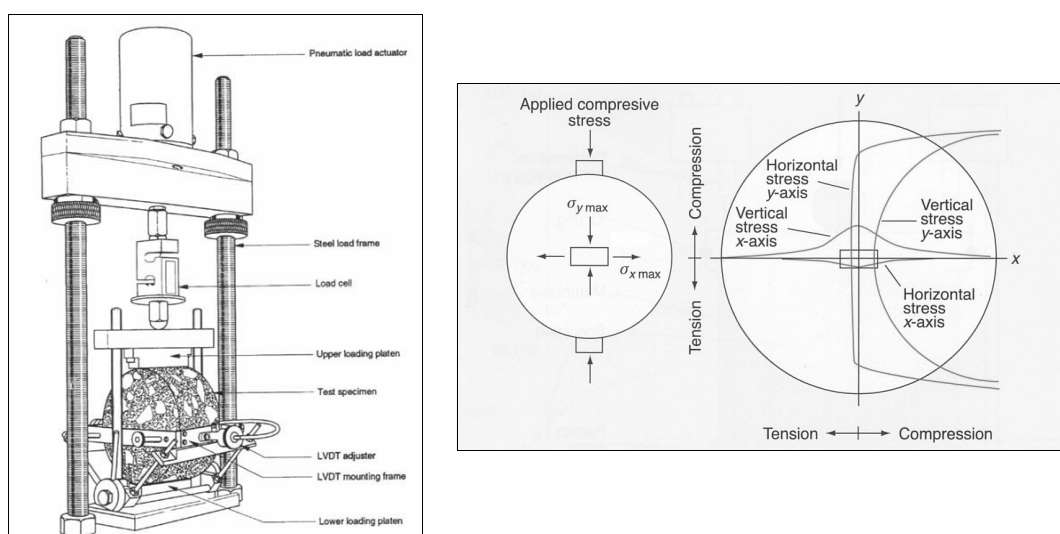 Pneumatic load actuator
Steel load frame
Load cell
Upper loading platen
Test specimen
LVDT adjuster
LVDT mounting frame
Lower loading platen
Applied compresive
stress
σy max
σx max
Compression
Tension
y
Horizontal
stress
y-axis
Vertical
stress
x-axis
Vertical
stress
y-axis
x
Horizontal
stress
x-axis
Tension
Compression